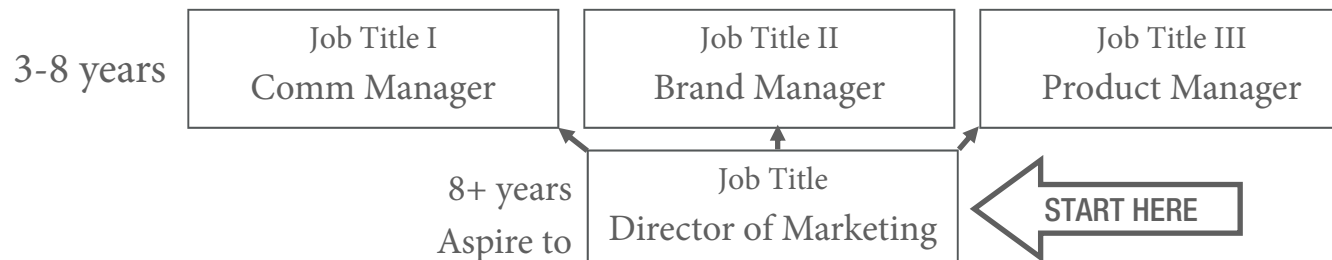 3-8 years
Job Title I
Comm Manager
Job Title II
Brand Manager
Job Title III
Product Manager
8+ years
Aspire to
Job Title
Director of Marketing
START HERE